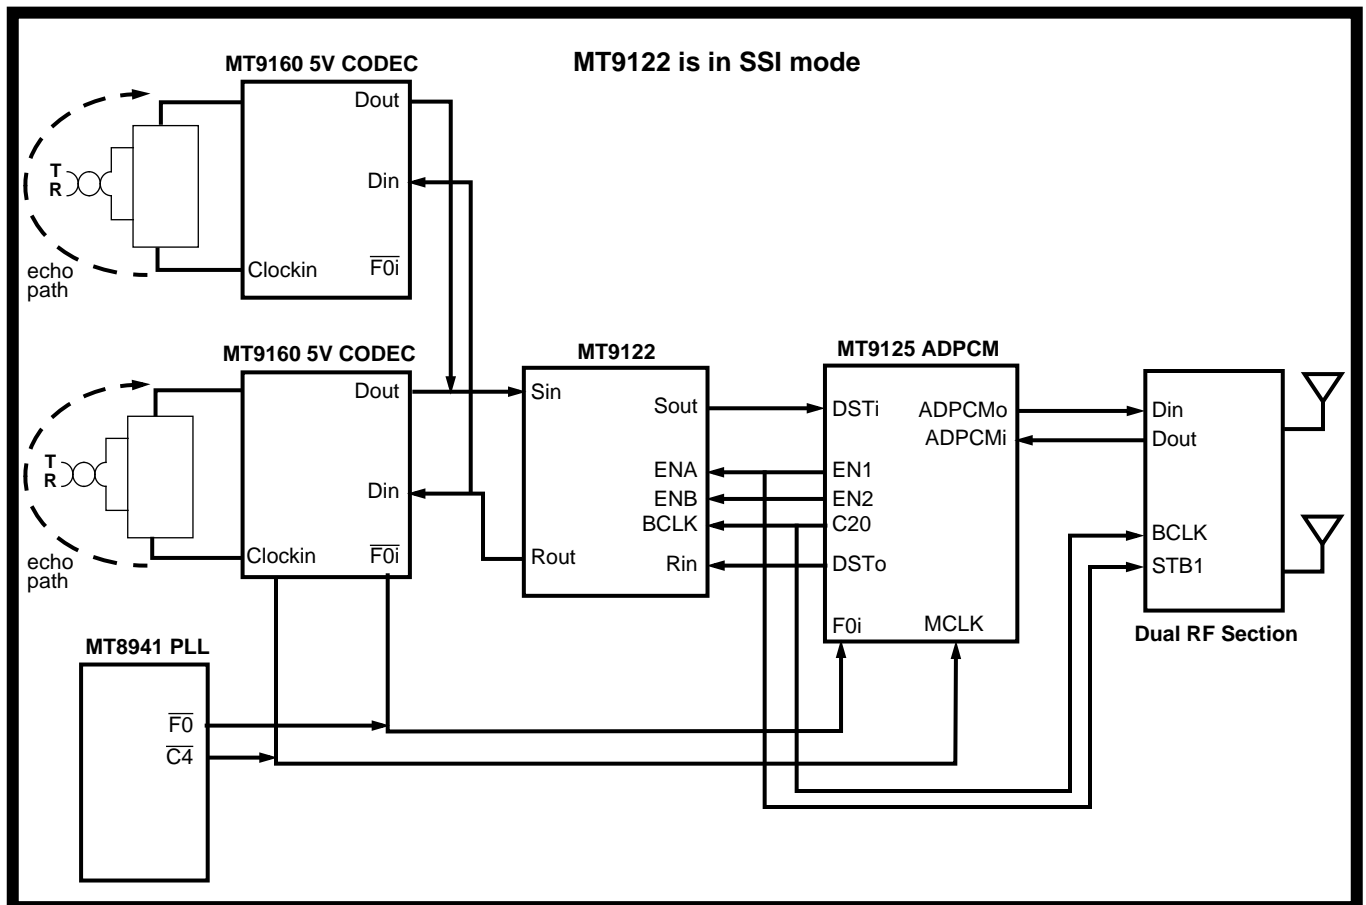 MT9122 is in SSI mode
MT9160 5V CODEC
Dout
Din
Clockin
F0i
T
R
echo
path
MT9160 5V CODEC
Dout
Din
Clockin
F0i
T
R
echo
path
MT9122
Sin
Sout
ENA
ENB
BCLK
Rout
Rin
MT9125 ADPCM
DSTi
ADPCMo
ADPCMi
EN1
EN2
C20
DSTo
F0i
MCLK
Din
Dout
BCLK
STB1
Dual RF Section
MT8941 PLL
F0
C4